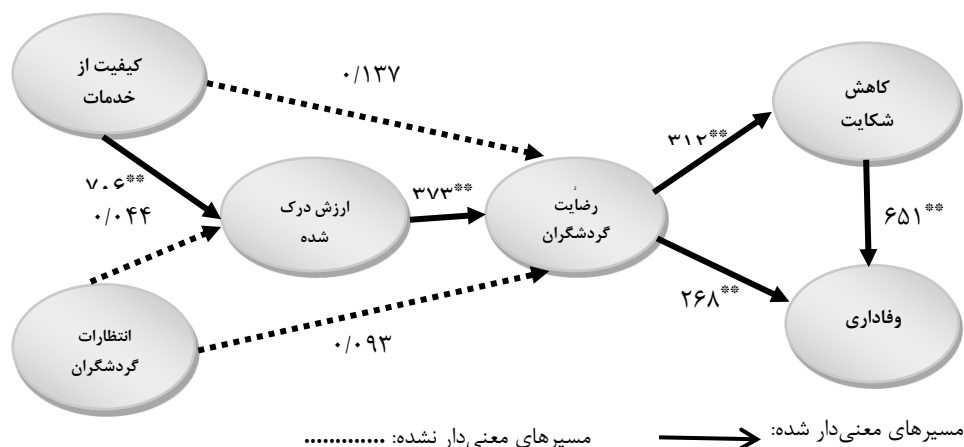 کیفیت از
خدمات
۰/۱۳۷
کاهش
شکایت
۳۱۲**
۷۰۶**
۰/۰۴۴
ارزش درک
شده
۳۷۳**
رضایت
گردشگران
۶۵۱**
۲۶۸**
وفاداری
انتظارات
گردشگران
۰/۰۹۳
مسیرهای معنی‌دار شده:
مسیرهای معنی‌دار نشده: .............